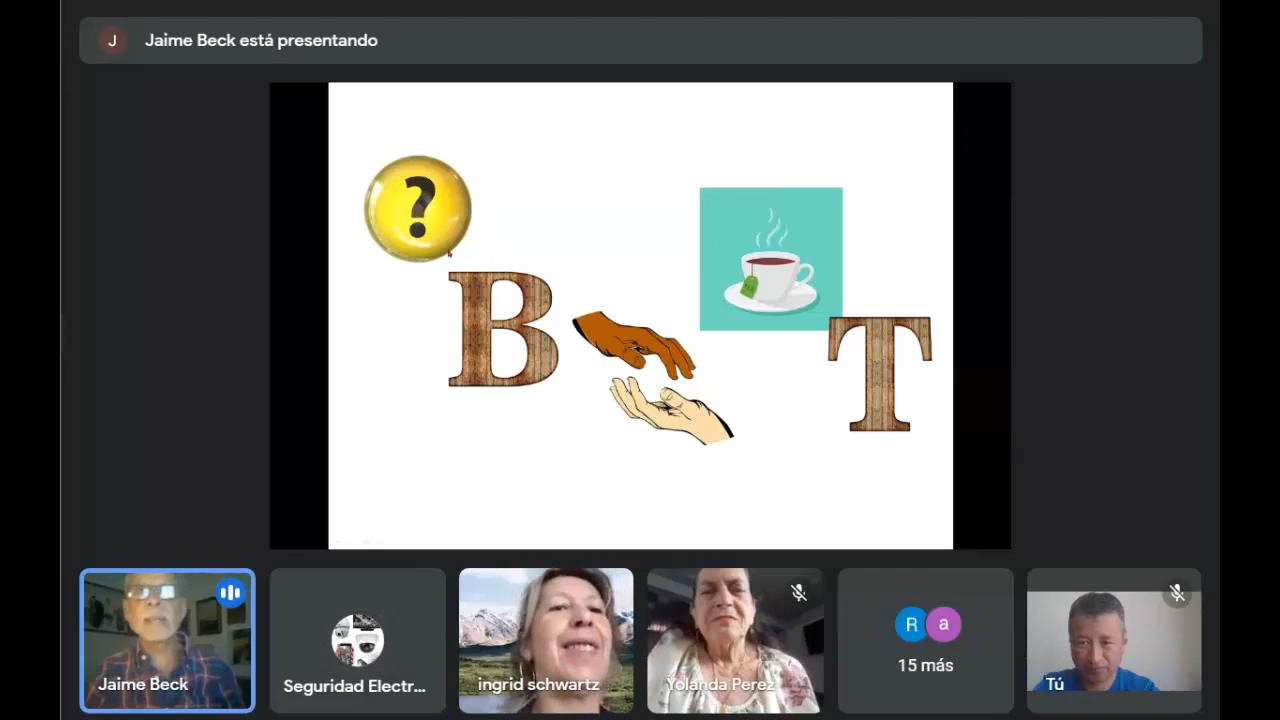 J Jaime Beck está presentando
?
B
T
Jaime Beck
Seguridad Electr...
ingrid schwartz
Yolanda Perez
R a
15 más
Tú